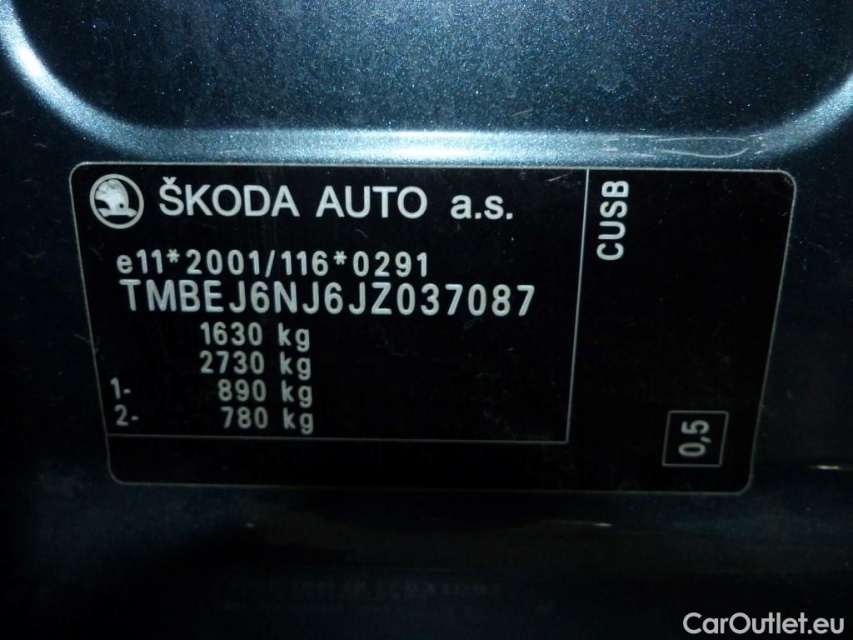 ŠKODA AUTO a.s.
e11*2001/116*0291
TMBEJ6NJ6JZ037087
1630 kg
2730 kg
1- 890 kg
2- 780 kg
CUSB
0,5
CarOutlet.eu